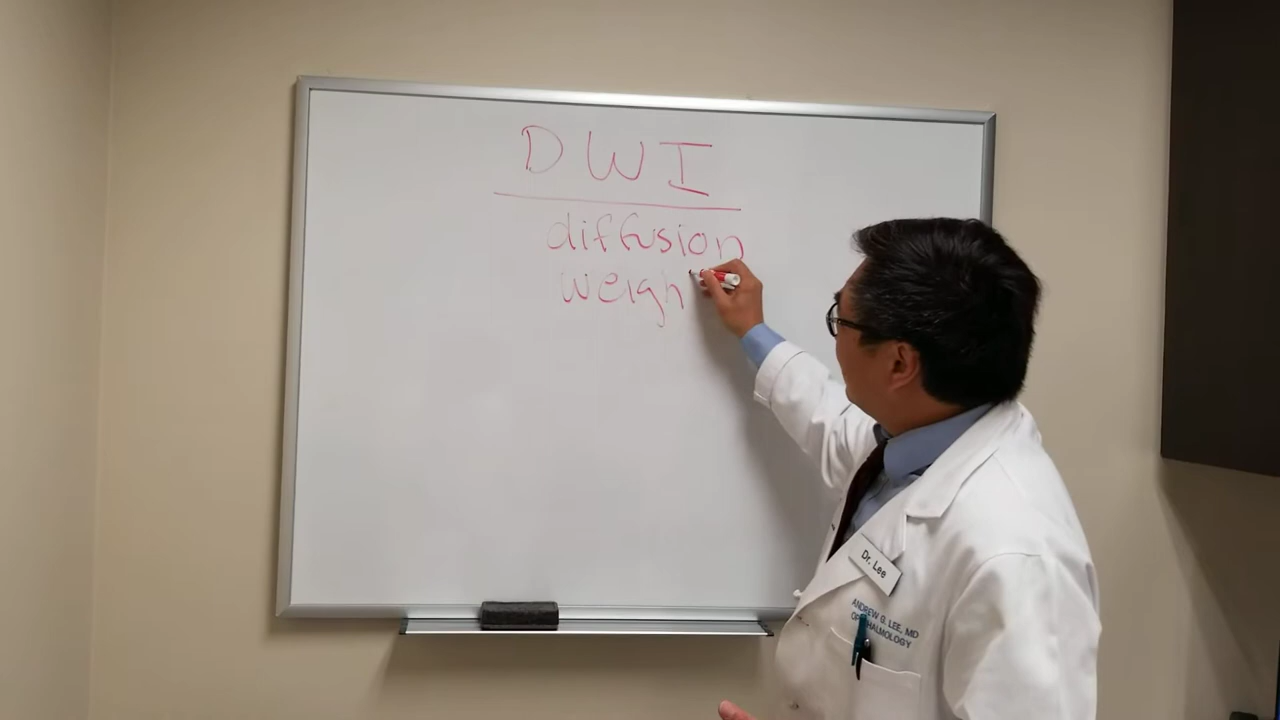 DWI
diffusion
weigh
Dr. Lee
ANDREW G. LEE, MD
OPHTHALMOLOGY